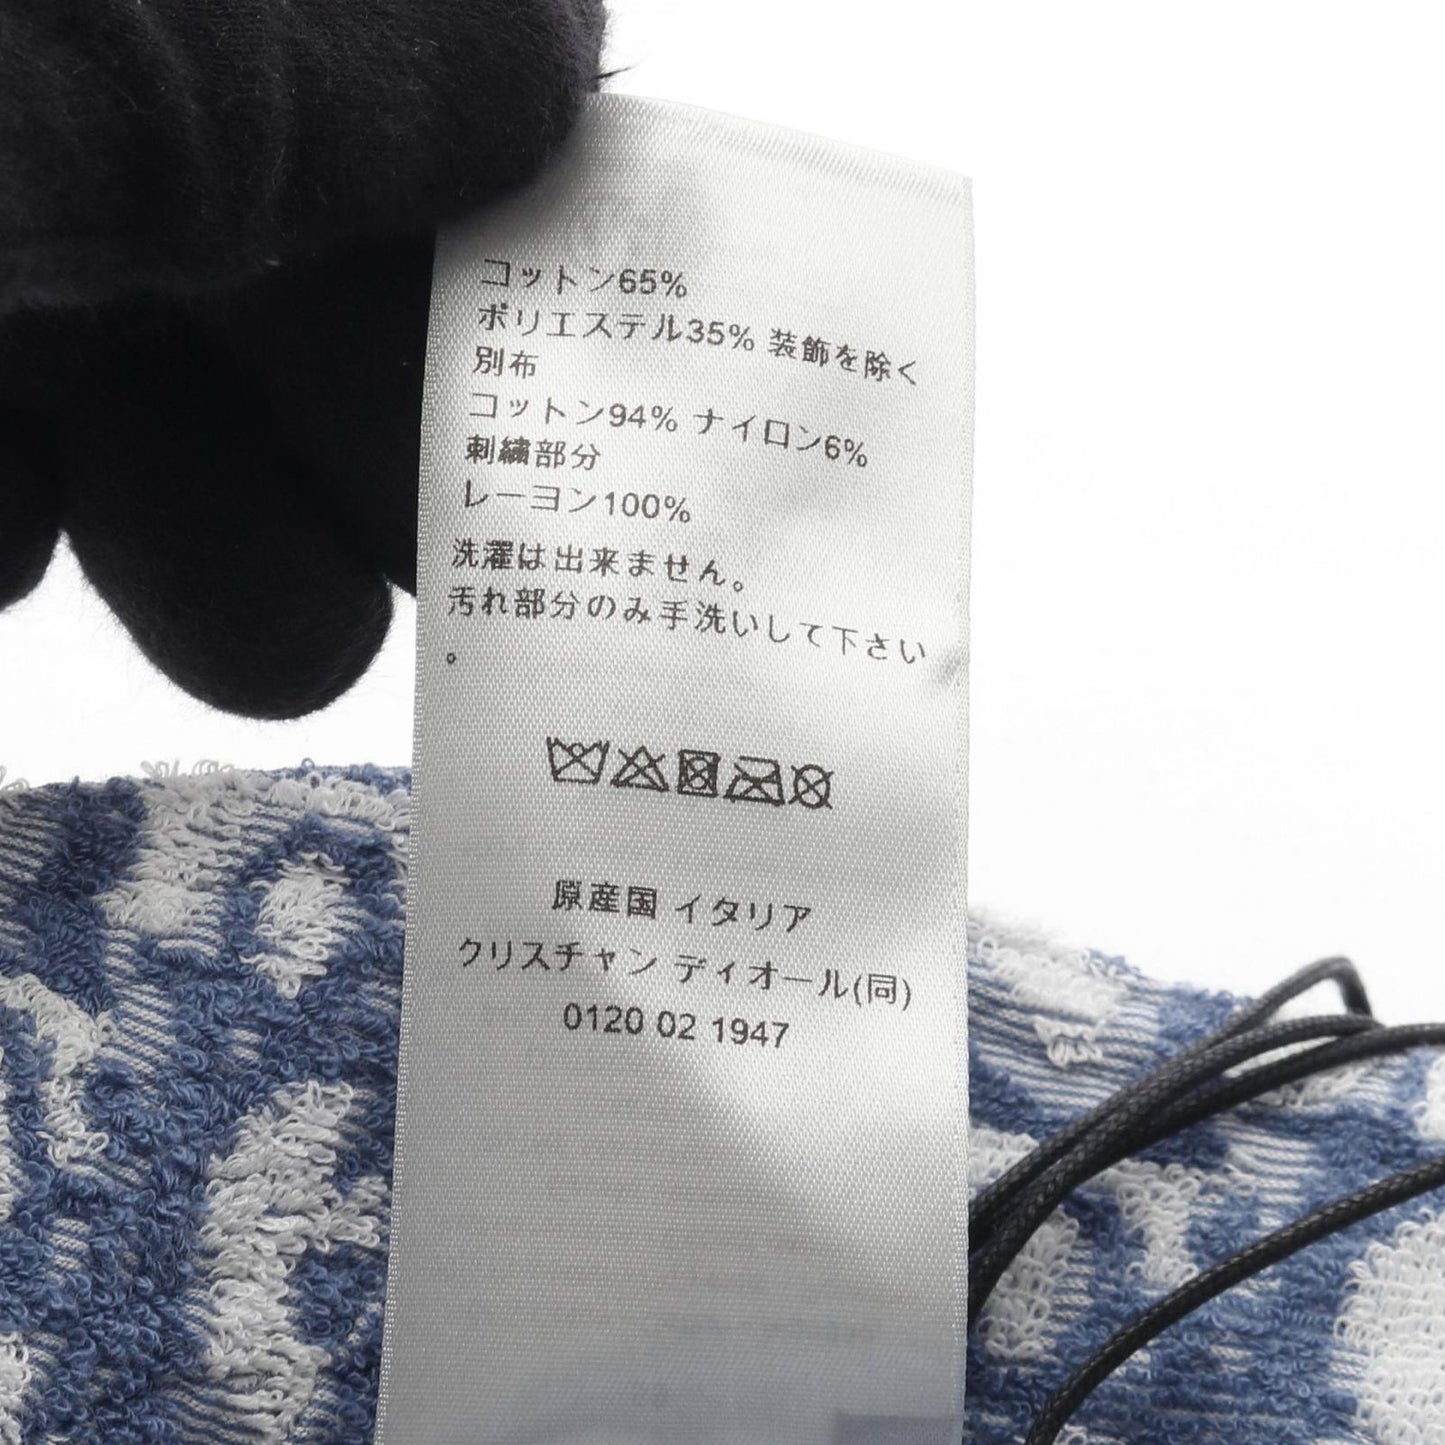 コットン65%
ポリエステル35% 装飾を除く
別布
コットン94% ナイロン6%
刺繍部分
レーヨン100%
洗濯は出来ません。
汚れ部分のみ手洗いして下さい
。
原産国 イタリア
クリスチャン ディオール(同)
0120 02 1947